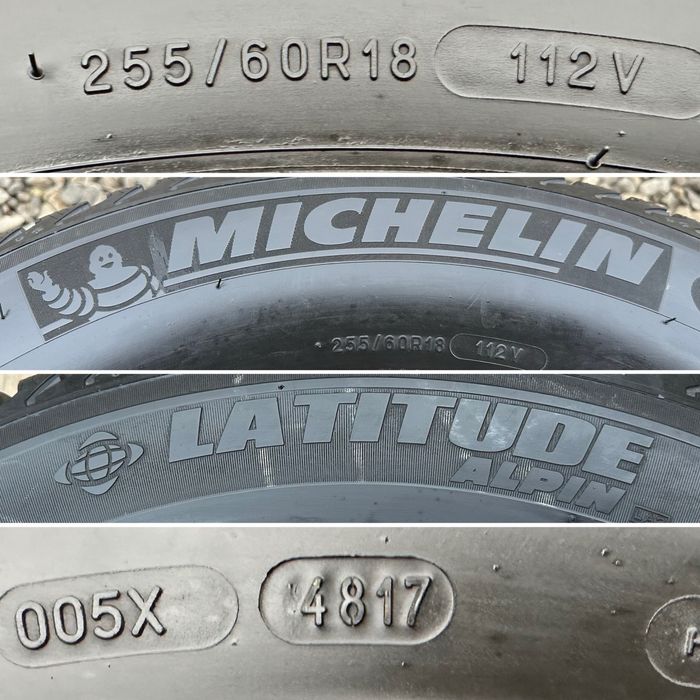 255/60R18 112V
MICHELIN
255/60R18 112V
LATITUDE
ALPIN
005X 4817